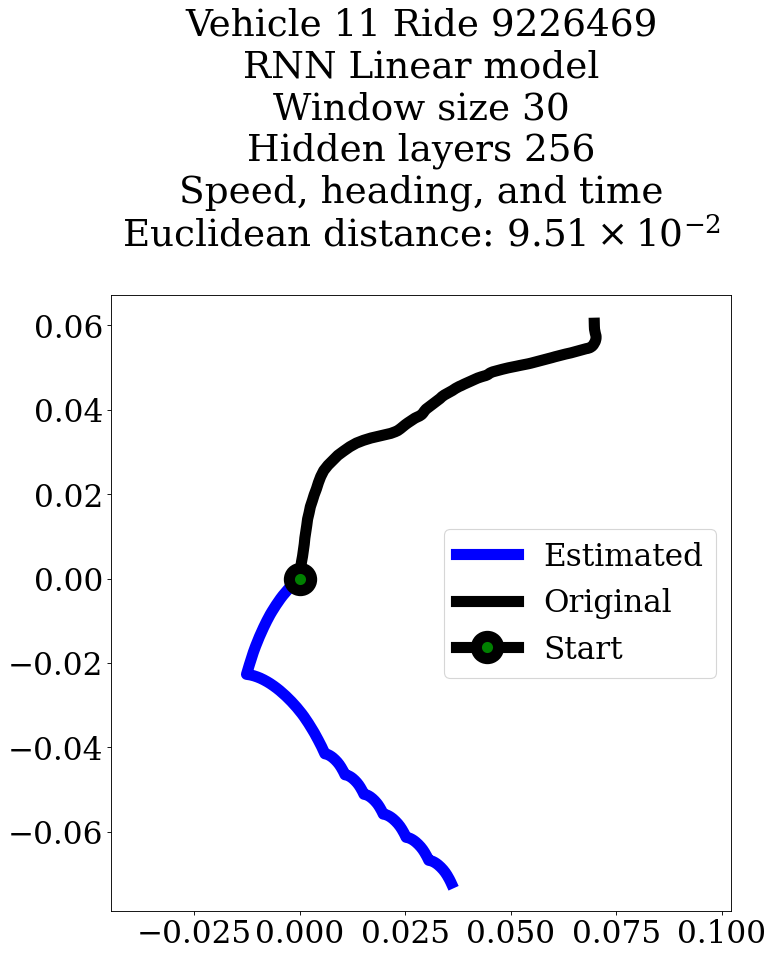 Vehicle 11 Ride 9226469
RNN Linear model
Window size 30
Hidden layers 256
Speed, heading, and time
Euclidean distance: 9.51 × 10⁻²
0.06
0.04
0.02
0.00
−0.02
−0.04
−0.06
Estimated
Original
Start
−0.025 0.000 0.025 0.050 0.075 0.100